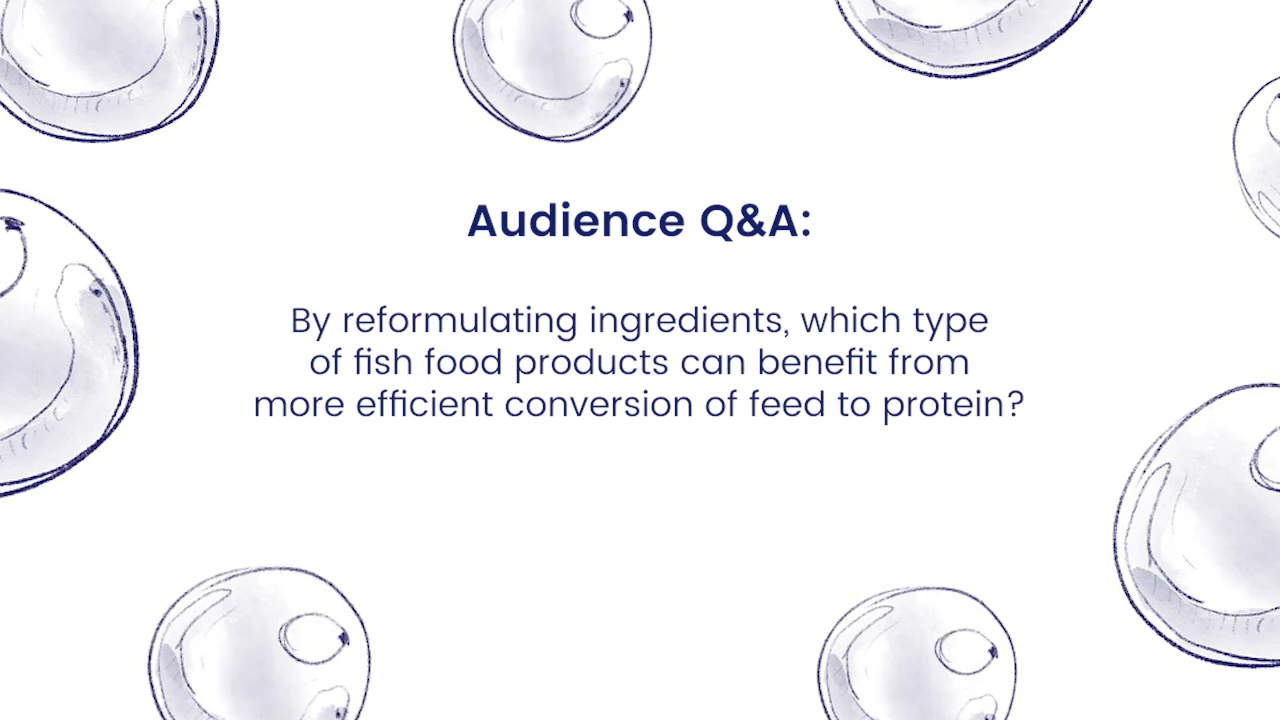 Audience Q&A:
By reformulating ingredients, which type
of fish food products can benefit from
more efficient conversion of feed to protein?